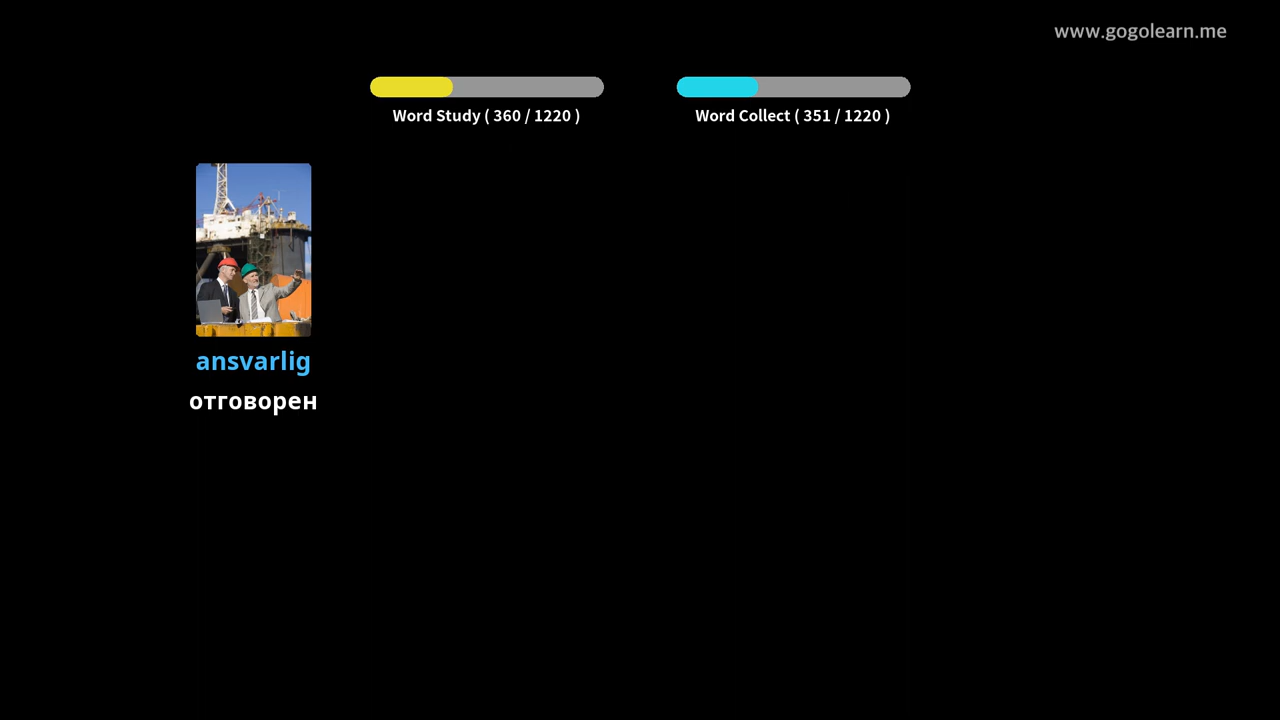 www.gogolearn.me
Word Study ( 360 / 1220 )
Word Collect ( 351 / 1220 )
ansvarlig
отговорен